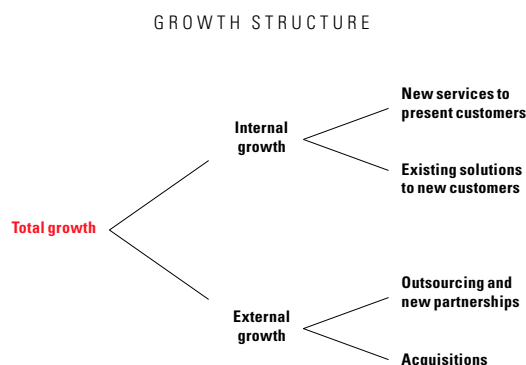 GROWTH STRUCTURE
New services to
present customers
Internal
growth
Existing solutions
to new customers
Total growth
Outsourcing and
new partnerships
External
growth
Acquisitions